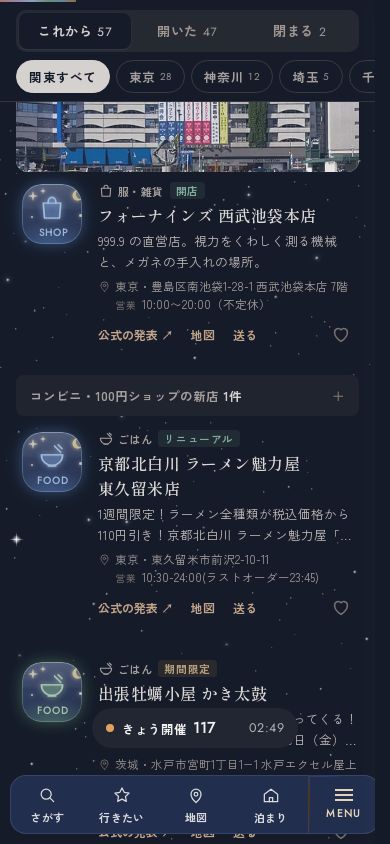 これから 57 開いた 47 閉まる 2
関東すべて 東京 28 神奈川 12 埼玉 5 千
服・雑貨 開店
フォーナインズ 西武池袋本店
SHOP
999.9 の直営店。視力をくわしく測る機械
と、メガネの手入れの場所。
東京・豊島区南池袋1-28-1 西武池袋本店 7階
営業 10:00〜20:00（不定休）
公式の発表 ↗ 地図 送る
コンビニ・100円ショップの新店 1件 +
ごはん リニューアル
京都北白川 ラーメン魁力屋
東久留米店
FOOD
1週間限定！ラーメン全種類が税込価格から
110円引き！京都北白川 ラーメン魁力屋「…
東京・東久留米市前沢2-10-11
営業 10:30-24:00(ラストオーダー23:45)
公式の発表 ↗ 地図 送る
ごはん 期間限定
出張牡蠣小屋 かき太鼓
FOOD
ってくる！
きょう開催 117 02:49
日（金）…
茨城・水戸市宮町1丁目1−1 水戸エクセル屋上
さがす 行きたい 地図 泊まり MENU